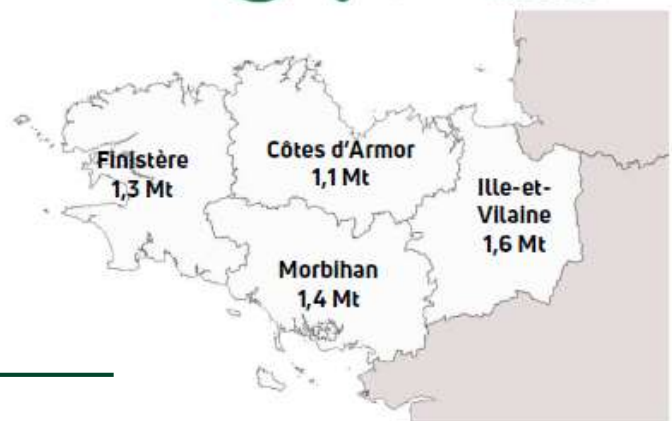 Finistère
1,3 Mt
Côtes d'Armor
1,1 Mt
Ille-et-
Vilaine
1,6 Mt
Morbihan
1,4 Mt